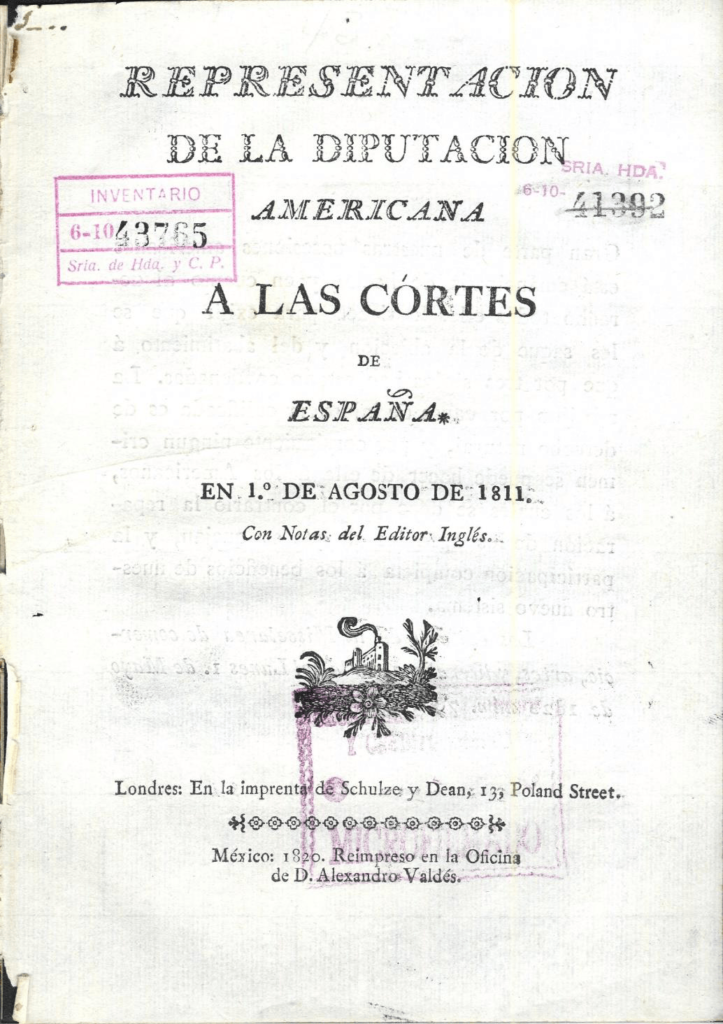 REPRESENTACION
DE LA DIPUTACION
SRIA. HDA.
6-10-41392
INVENTARIO
6-10 43765
Sria. de Hda. y C. P.
AMERICANA
A LAS CÓRTES
DE
ESPAÑA.
EN 1.º DE AGOSTO DE 1811.
Con Notas del Editor Inglés.
Londres: En la imprenta de Schulze y Dean, 13, Poland Street.
México: 1820. Reimpreso en la Oficina
de D. Alexandro Valdés.